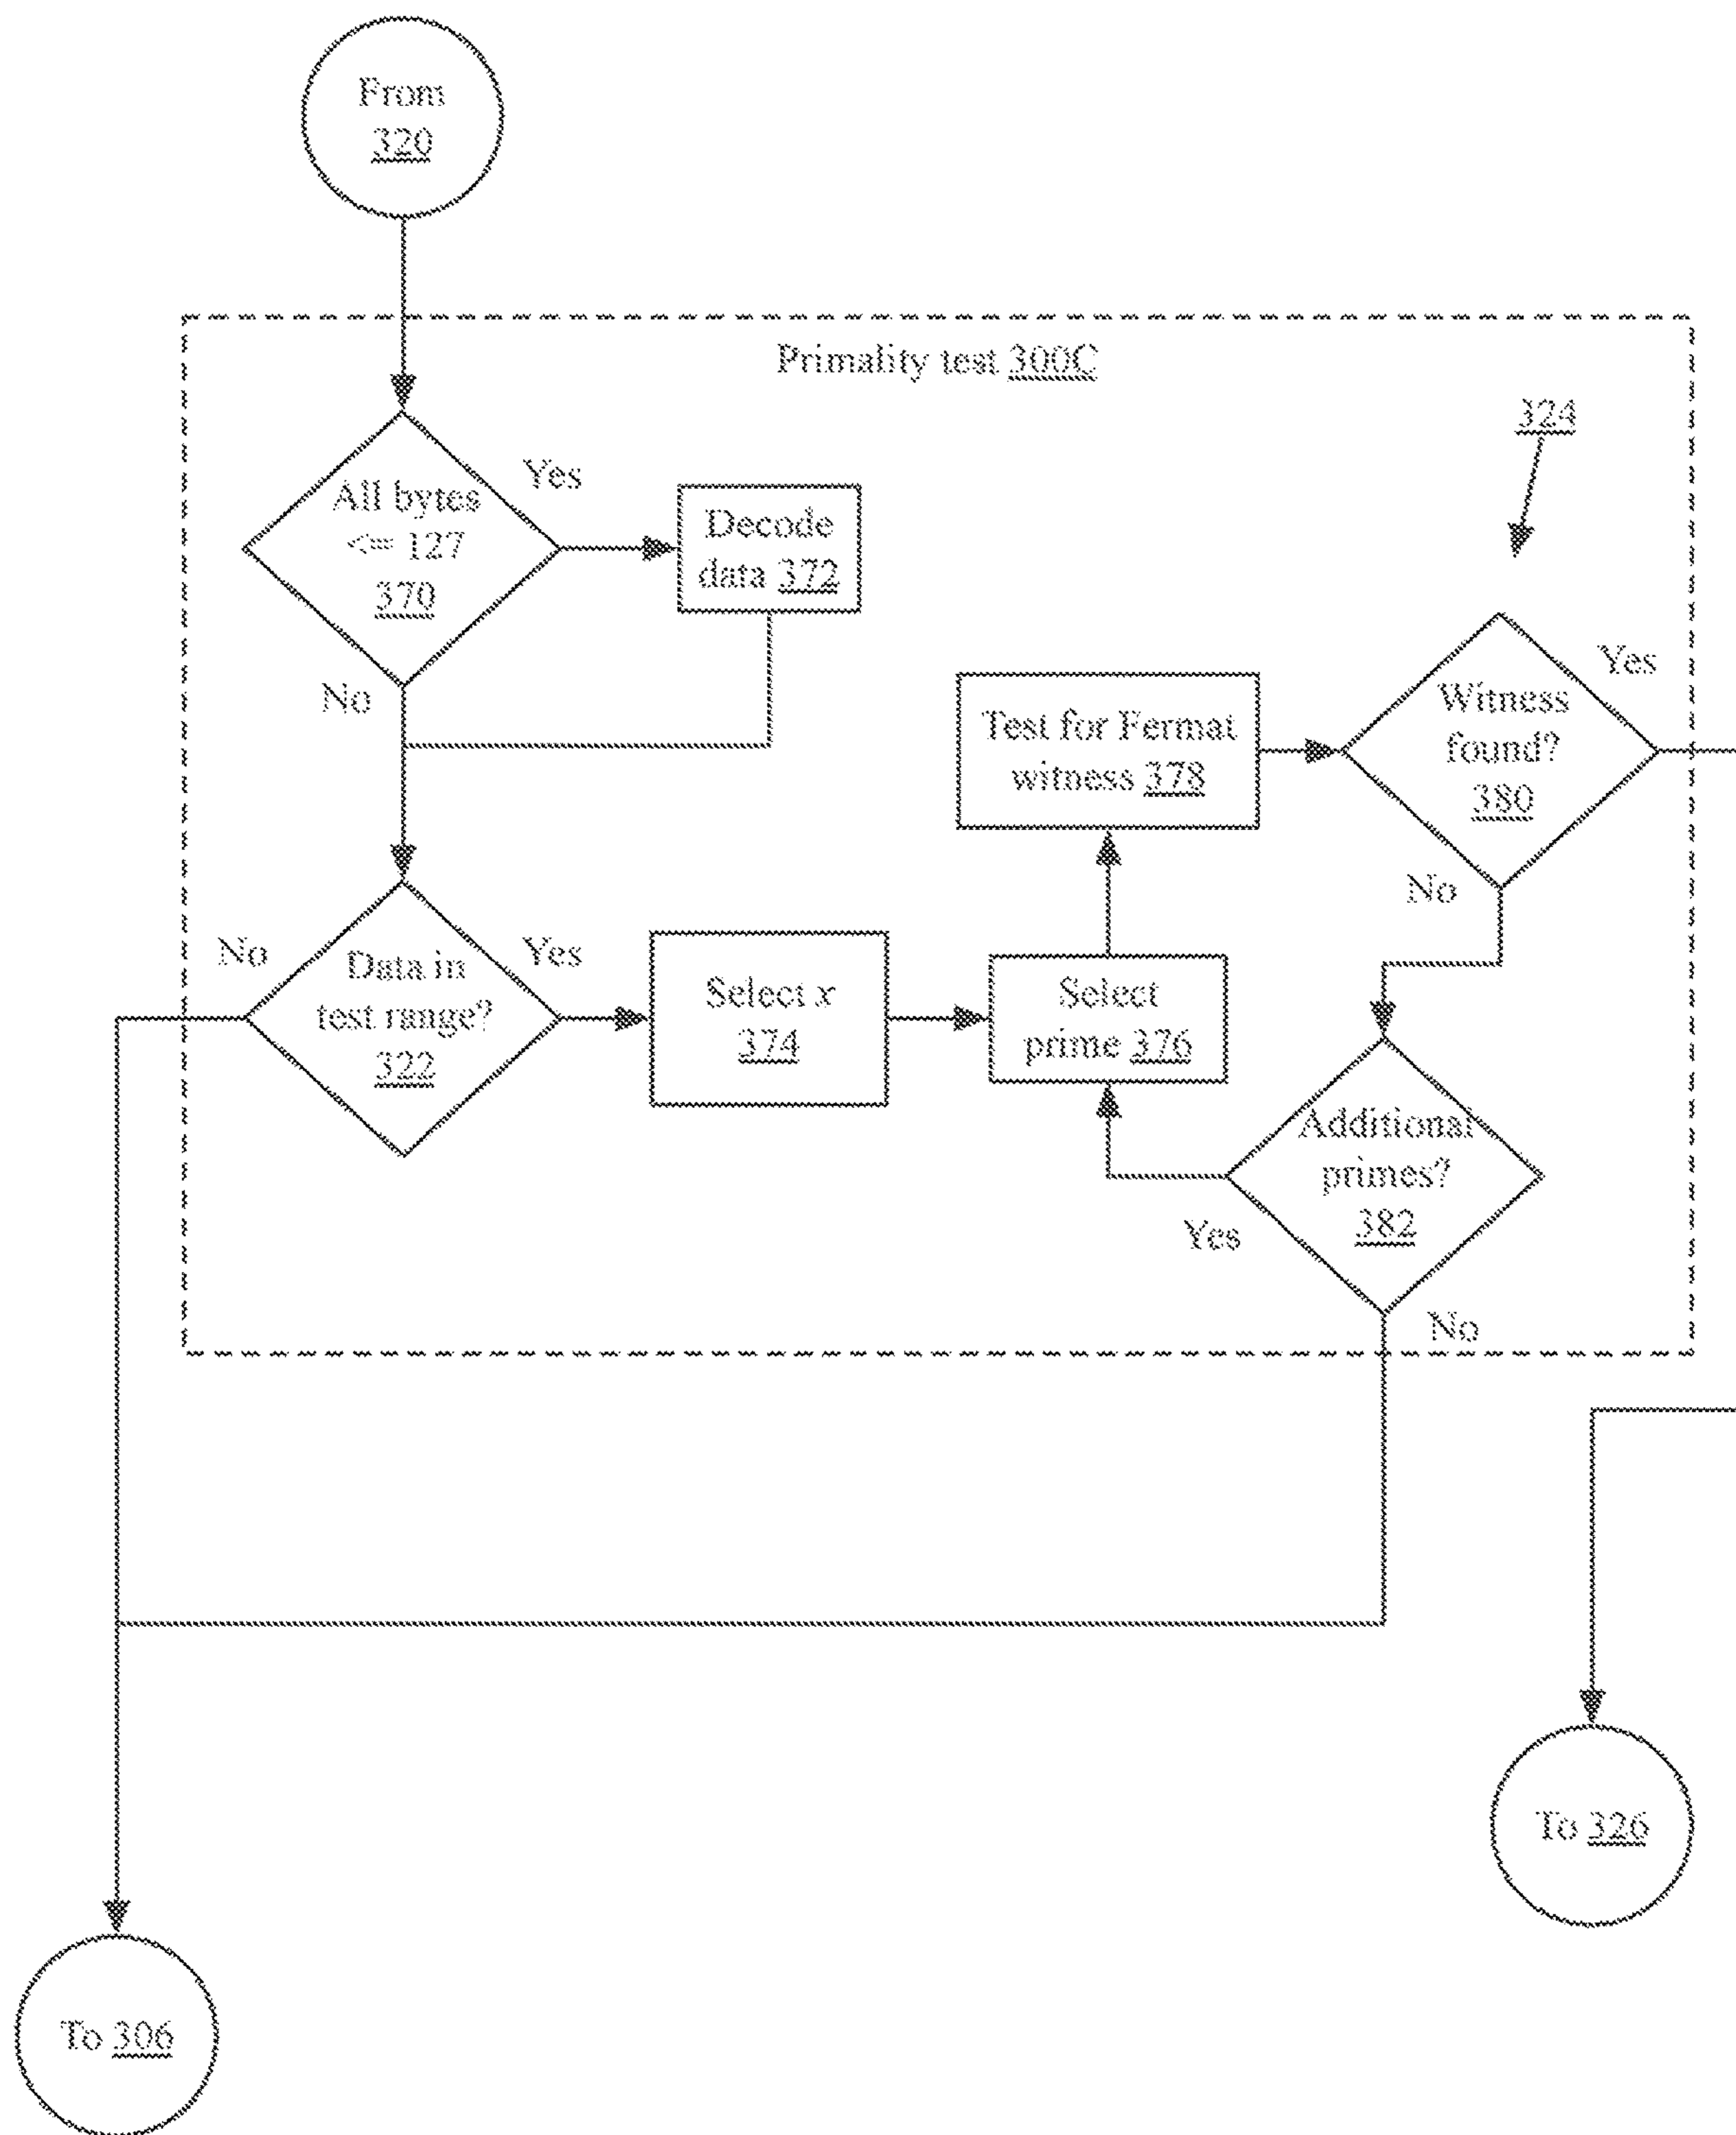 From
320
Primality test 300C
324
All bytes
<= 127
370
Yes
No
Decode
data 372
Test for Fermat
witness 378
Witness
found?
380
Yes
No
Data in
test range?
322
No
Yes
Select x
374
Select
prime 376
Additional
primes?
382
Yes
No
To 326
To 306